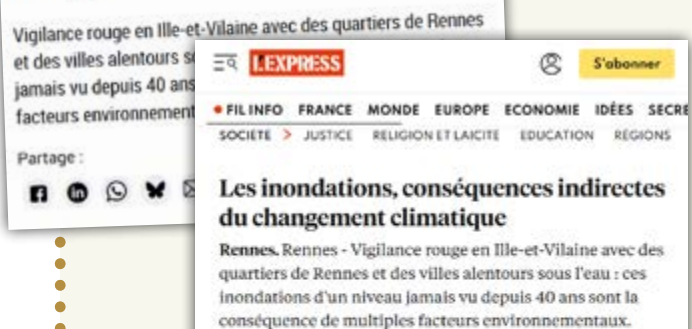 Vigilance rouge en Ille-et-Vilaine avec des quartiers de Rennes
et des villes alentours s
jamais vu depuis 40 ans
facteurs environnement
Partage :
L'EXPRESS
S'abonner
FIL INFO FRANCE MONDE EUROPE ECONOMIE IDÉES SECRE
SOCIETE > JUSTICE RELIGION ET LAICITE EDUCATION REGIONS
Les inondations, conséquences indirectes
du changement climatique
Rennes. Rennes - Vigilance rouge en Ille-et-Vilaine avec des
quartiers de Rennes et des villes alentours sous l'eau : ces
inondations d'un niveau jamais vu depuis 40 ans sont la
conséquence de multiples facteurs environnementaux.